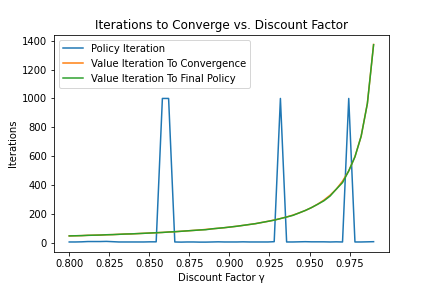 Iterations to Converge vs. Discount Factor
Policy Iteration
Value Iteration To Convergence
Value Iteration To Final Policy
Iterations
1400
1200
1000
800
600
400
200
0
0.800
0.825
0.850
0.875
0.900
0.925
0.950
0.975
Discount Factor γ